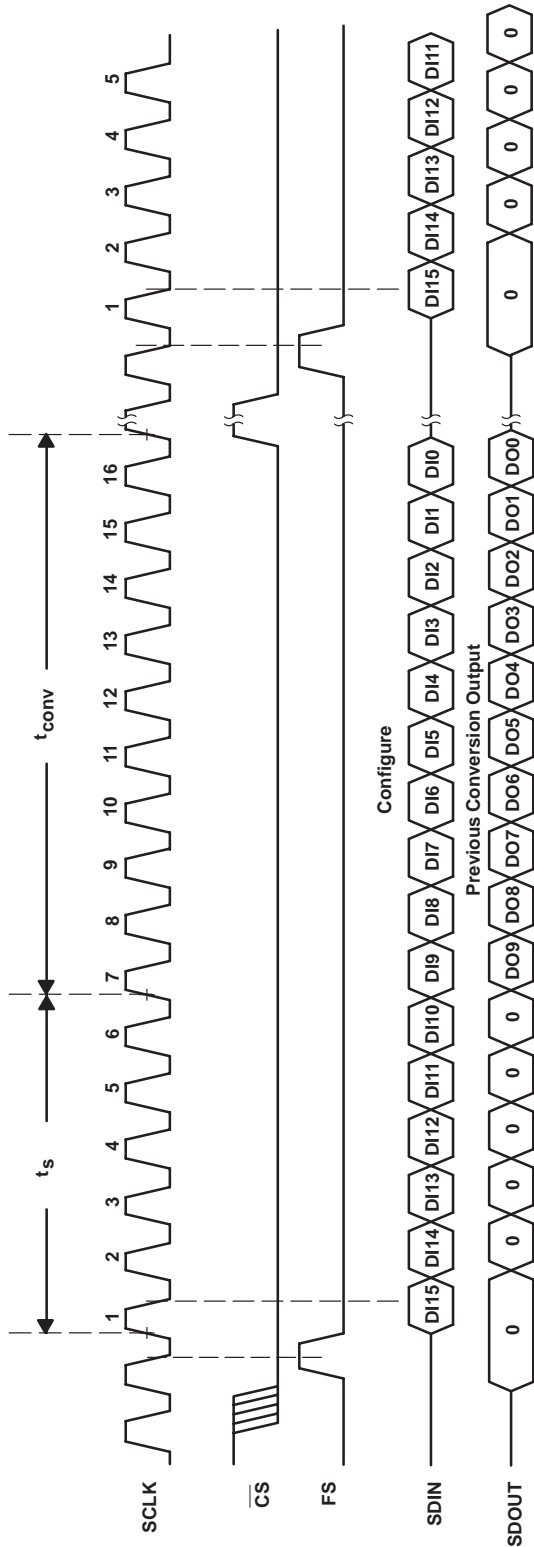 t_s t_conv
1 2 3 4 5 6 7 8 9 10 11 12 13 14 15 16 1 2 3 4 5
SCLK
CS
FS
Configure
SDIN DI15 DI14 DI13 DI12 DI11 DI10 DI9 DI8 DI7 DI6 DI5 DI4 DI3 DI2 DI1 DI0 DI15 DI14 DI13 DI12 DI11
Previous Conversion Output
SDOUT 0 0 0 0 0 0 DO9 DO8 DO7 DO6 DO5 DO4 DO3 DO2 DO1 DO0 0 0 0 0 0